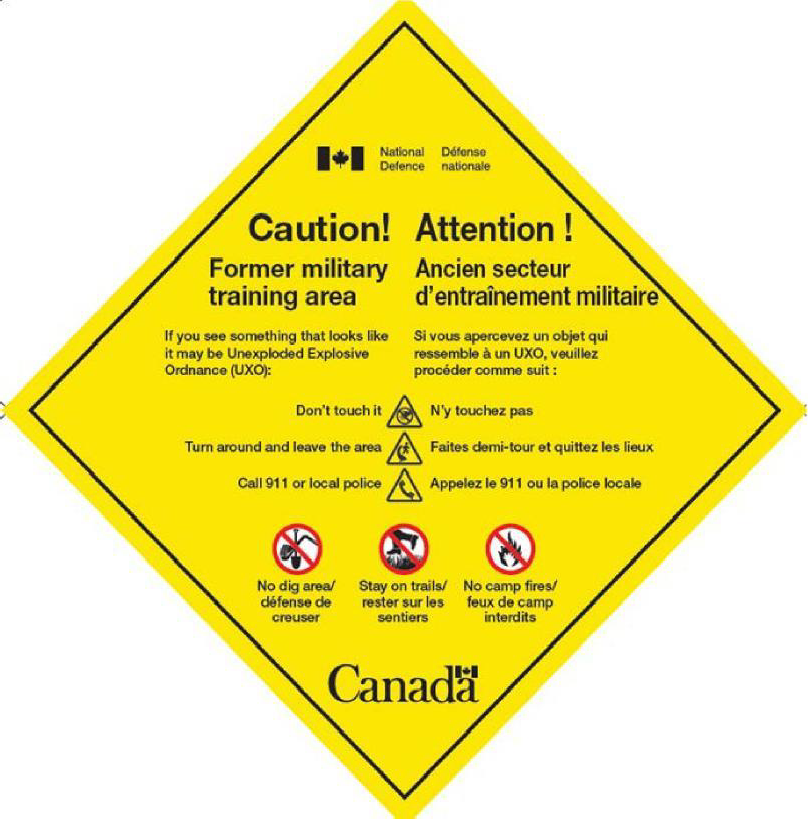 National Defence
Défense nationale
Caution!
Former military
training area
If you see something that looks like
it may be Unexploded Explosive
Ordnance (UXO):
Attention !
Ancien secteur
d'entraînement militaire
Si vous apercevez un objet qui
ressemble à un UXO, veuillez
procéder comme suit :
Don't touch it
N'y touchez pas
Turn around and leave the area
Faites demi-tour et quittez les lieux
Call 911 or local police
Appelez le 911 ou la police locale
No dig area/
défense de
creuser
Stay on trails/
rester sur les
sentiers
No camp fires/
feux de camp
interdits
Canada